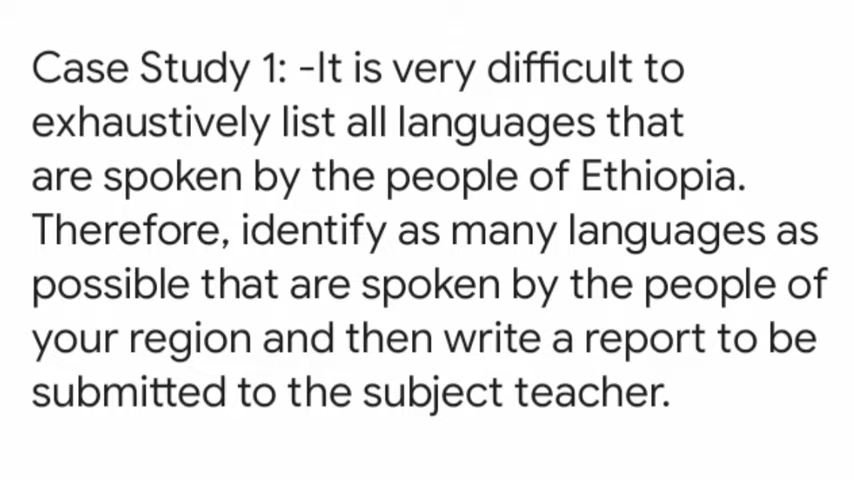 Case Study 1: -It is very difficult to
exhaustively list all languages that
are spoken by the people of Ethiopia.
Therefore, identify as many languages as
possible that are spoken by the people of
your region and then write a report to be
submitted to the subject teacher.